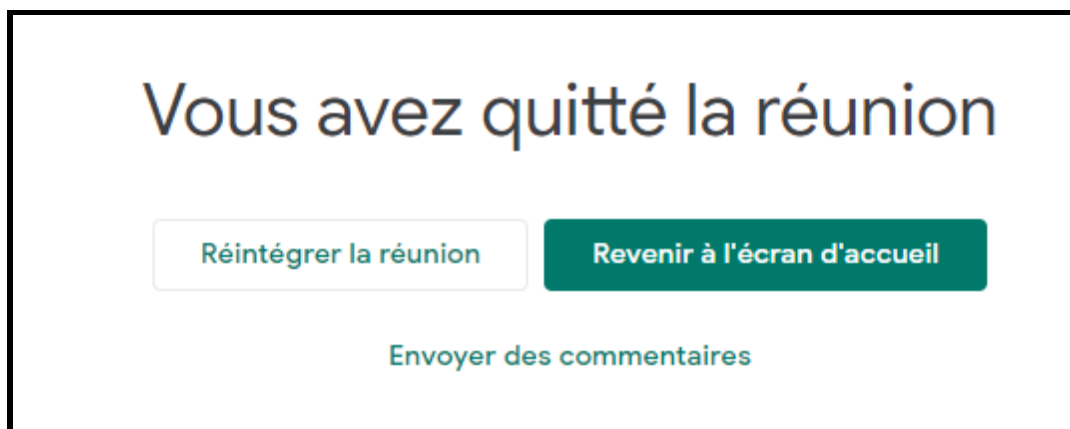 Vous avez quitté la réunion
Réintégrer la réunion
Revenir à l'écran d'accueil
Envoyer des commentaires